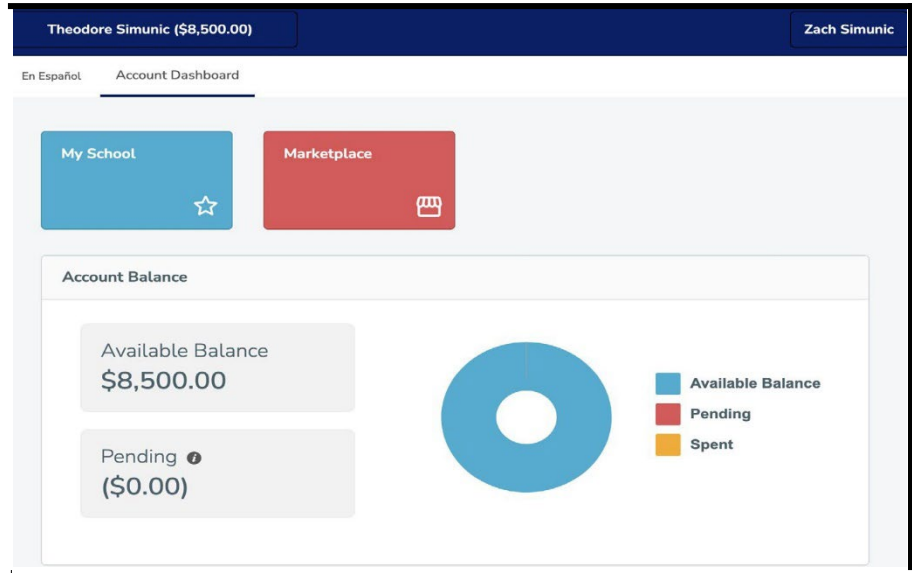 Theodore Simunic ($8,500.00)
Zach Simunic
En Español
Account Dashboard
My School
Marketplace
Account Balance
Available Balance
$8,500.00
Pending
($0.00)
Available Balance
Pending
Spent